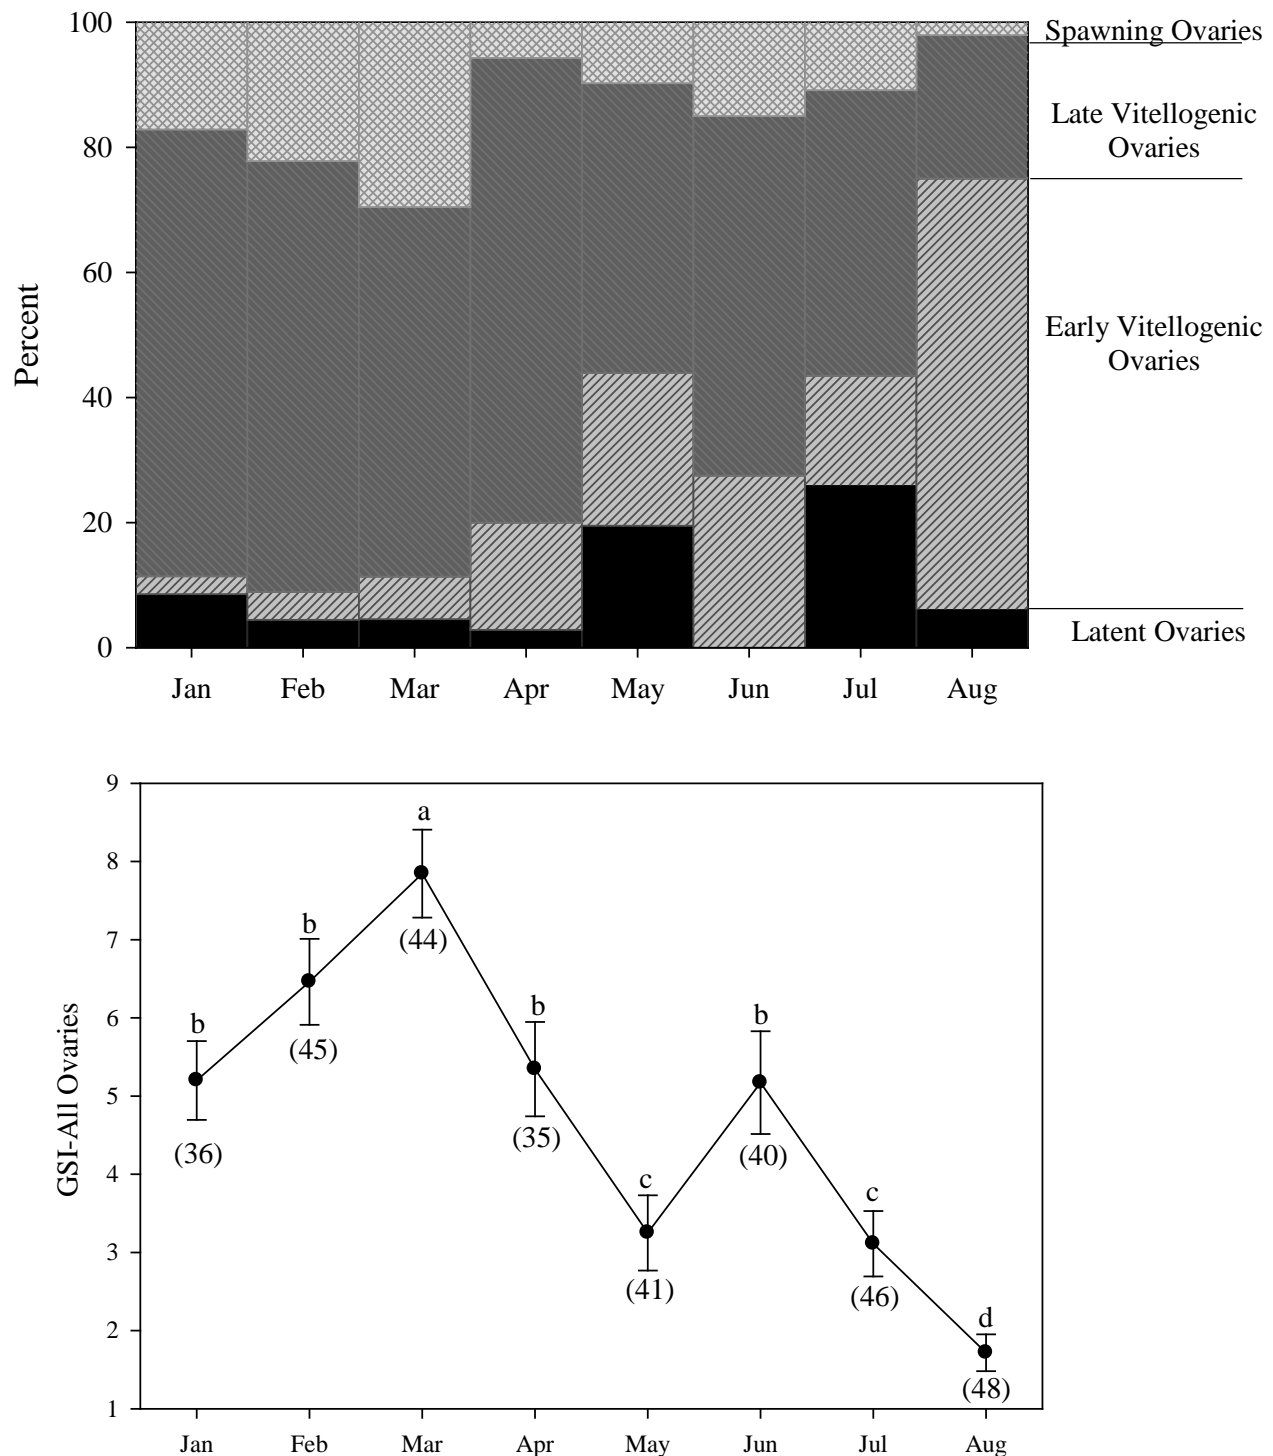 100
80
60
40
20
0
Percent
Spawning Ovaries
Late Vitellogenic
Ovaries
Early Vitellogenic
Ovaries
Latent Ovaries
Jan Feb Mar Apr May Jun Jul Aug
9
8
7
6
5
4
3
2
1
GSI-All Ovaries
b
(36)
b
(45)
a
(44)
b
(35)
c
(41)
b
(40)
c
(46)
d
(48)
Jan Feb Mar Apr May Jun Jul Aug